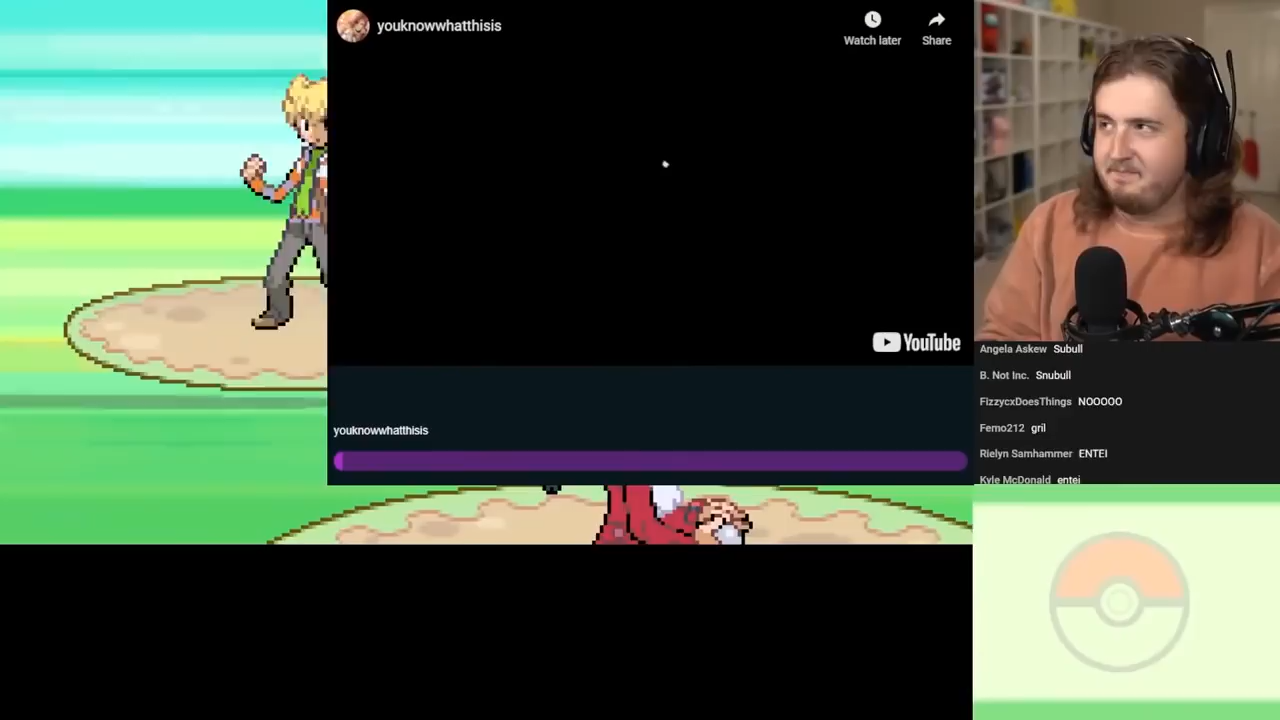 youknowwhatthisis
Watch later
Share
YouTube
youknowwhatthisis
Angela Askew Subull
B. Not Inc. Snubull
FizzycxDoesThings NOOOOO
Femo212 gril
Rielyn Samhammer ENTEI
Kyle McDonald entei